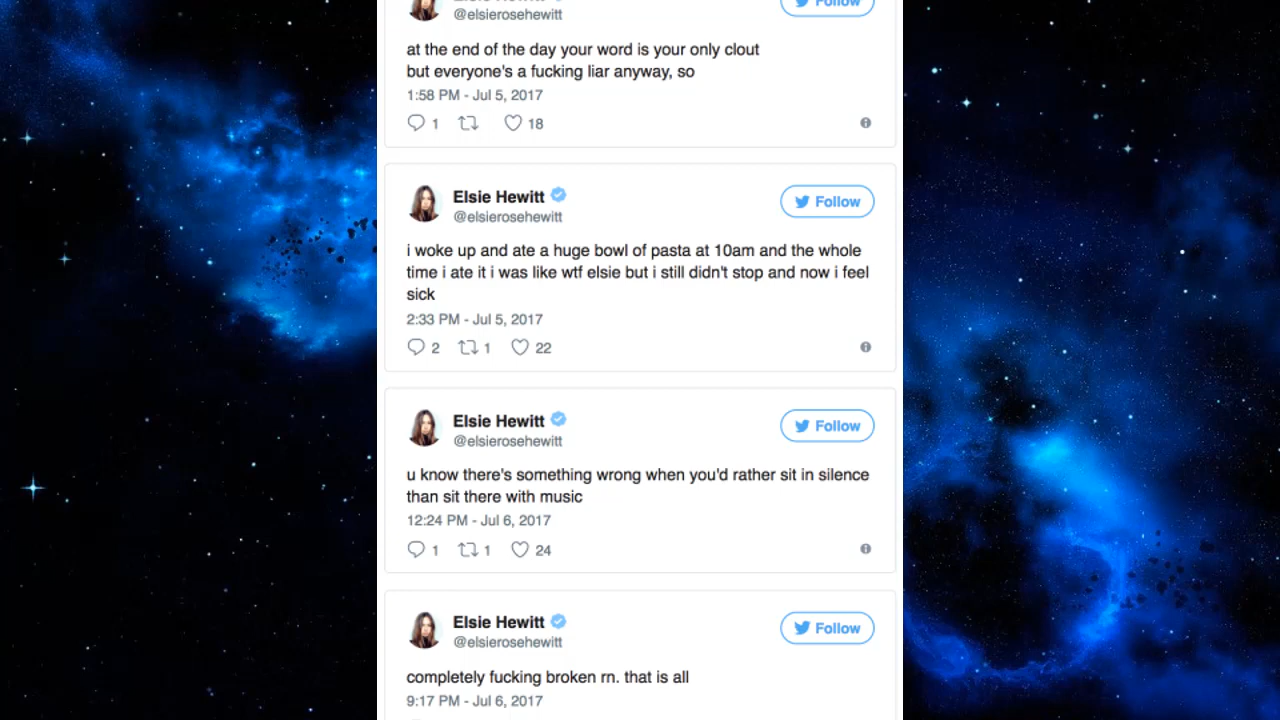 Follow
@elsierosehewitt
at the end of the day your word is your only clout
but everyone's a fucking liar anyway, so
1:58 PM - Jul 5, 2017
1 18
Elsie Hewitt Follow
@elsierosehewitt
i woke up and ate a huge bowl of pasta at 10am and the whole
time i ate it i was like wtf elsie but i still didn't stop and now i feel
sick
2:33 PM - Jul 5, 2017
2 1 22
Elsie Hewitt Follow
@elsierosehewitt
u know there's something wrong when you'd rather sit in silence
than sit there with music
12:24 PM - Jul 6, 2017
1 1 24
Elsie Hewitt Follow
@elsierosehewitt
completely fucking broken rn. that is all
9:17 PM - Jul 6, 2017